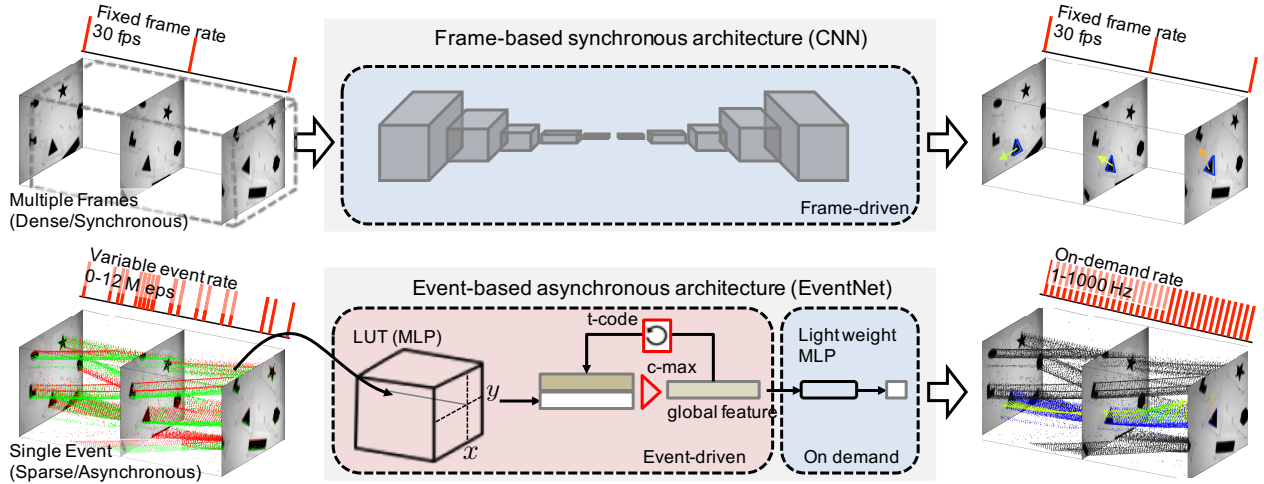 Fixed frame rate
30 fps
Multiple Frames
(Dense/Synchronous)
Frame-based synchronous architecture (CNN)
Frame-driven
Fixed frame rate
30 fps
Variable event rate
0-12 M eps
Single Event
(Sparse/Asynchronous)
Event-based asynchronous architecture (EventNet)
LUT (MLP)
y
x
t-code
c-max
global feature
Event-driven
Light weight
MLP
On demand
On-demand rate
1-1000 Hz